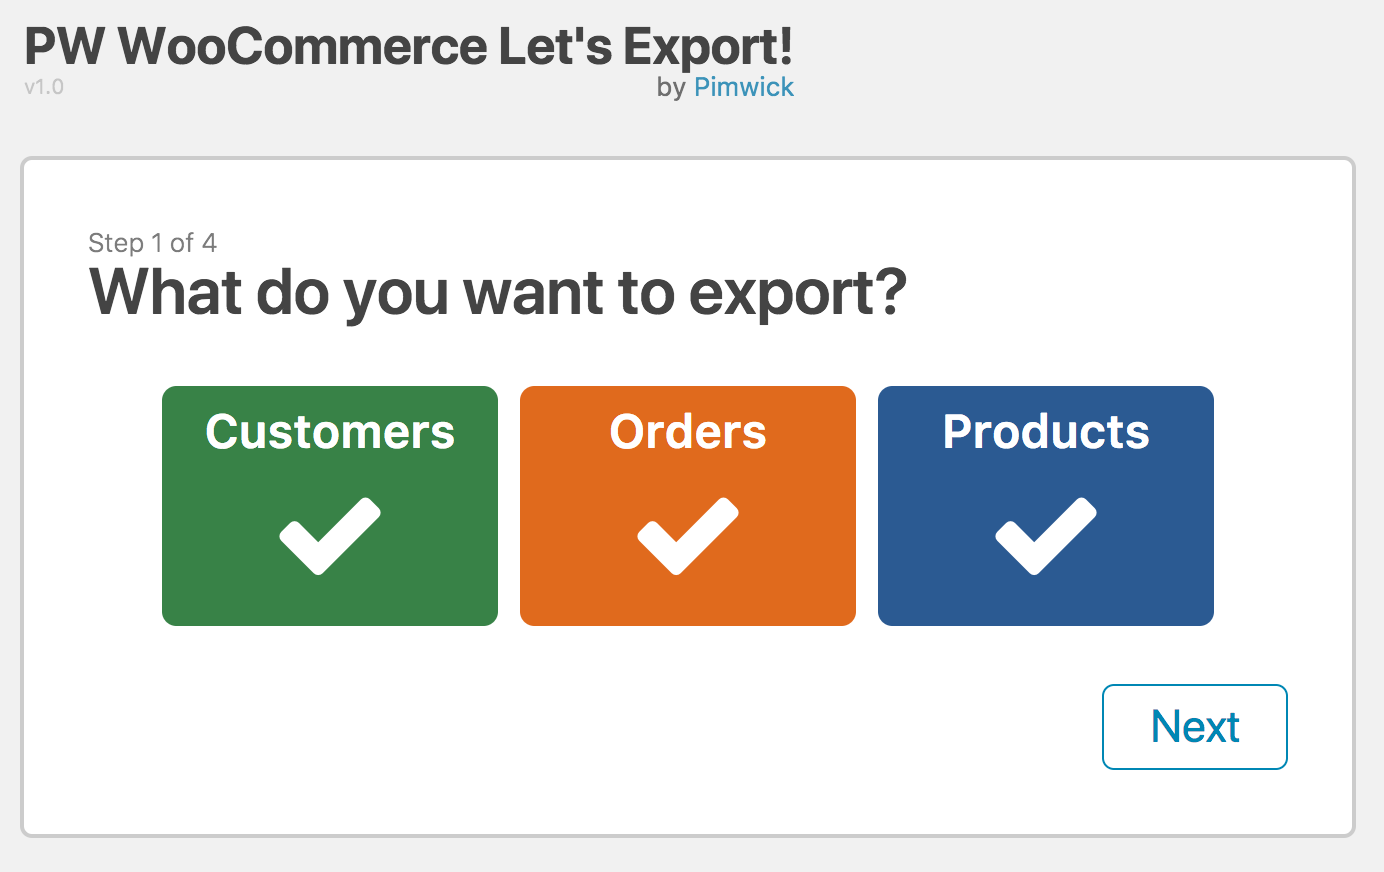 PW WooCommerce Let's Export!
v1.0
by Pimwick
Step 1 of 4
What do you want to export?
Customers
Orders
Products
Next